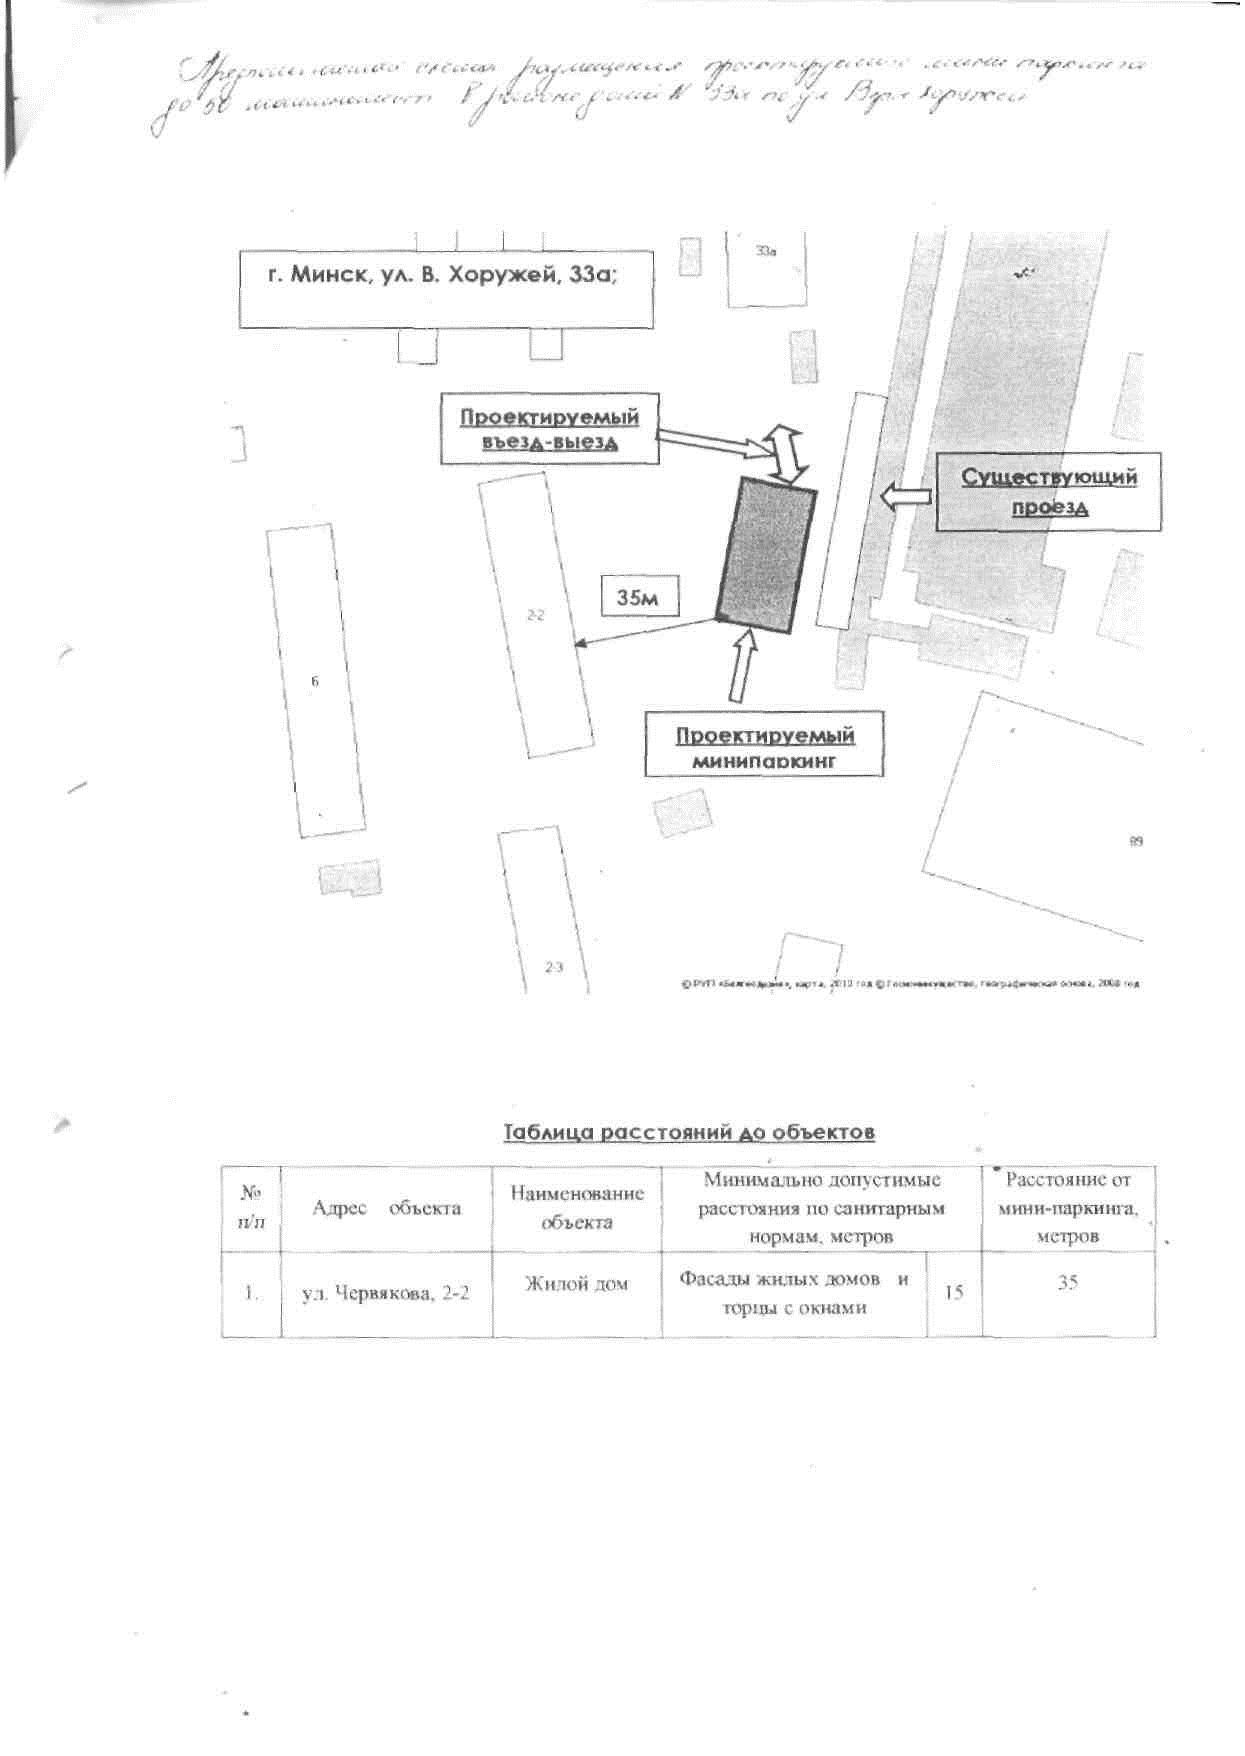 схема размещения проектируемого мини паркинга
до 50 машиномест в районе дома N 33а по ул Веры Хоружей
33а
г. Минск, ул. В. Хоружей, 33а;
Проектируемый
въезд-выезд
Существующий
проезд
35м
2-2
6
Проектируемый
минипаркинг
89
2-3
© РУП «Белгеодезия», карта, 2010 год © Госкомимущество, географическая основа, 2008 год
Таблица расстояний до объектов
№ п/п
Адрес объекта
Наименование объекта
Минимально допустимые расстояния по санитарным нормам, метров
Расстояние от мини-паркинга, метров
1.
ул. Червякова, 2-2
Жилой дом
Фасады жилых домов и торцы с окнами
15
35